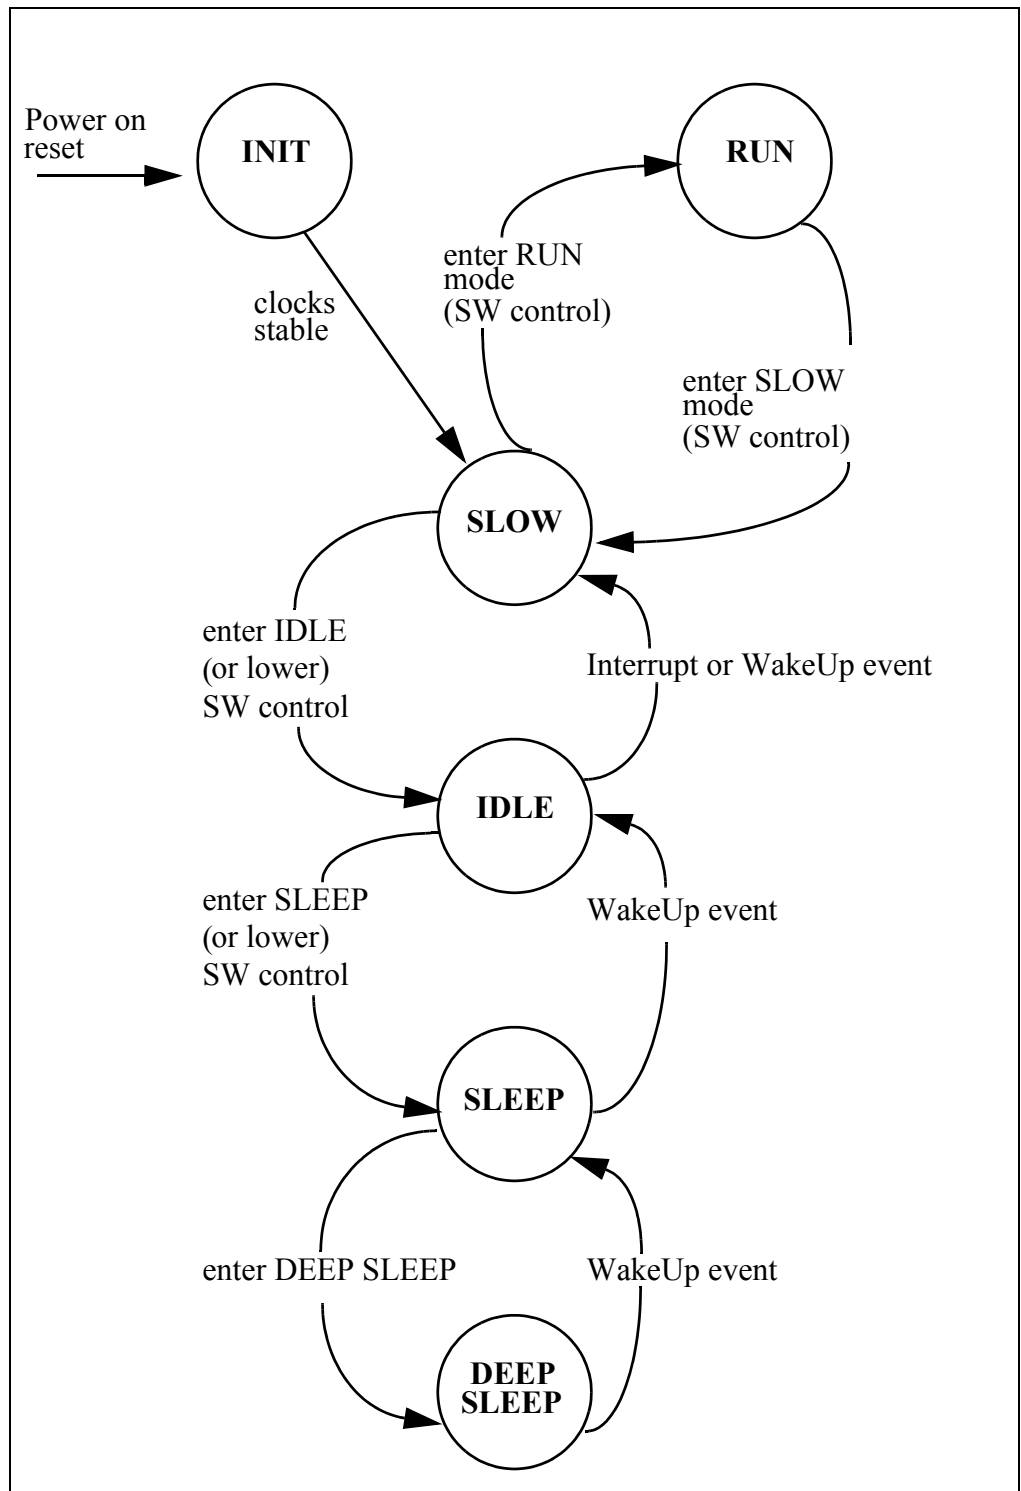 Power on
reset
INIT
RUN
clocks
stable
enter RUN
mode
(SW control)
enter SLOW
mode
(SW control)
SLOW
enter IDLE
(or lower)
SW control
Interrupt or WakeUp event
IDLE
enter SLEEP
(or lower)
SW control
WakeUp event
SLEEP
enter DEEP SLEEP
WakeUp event
DEEP
SLEEP